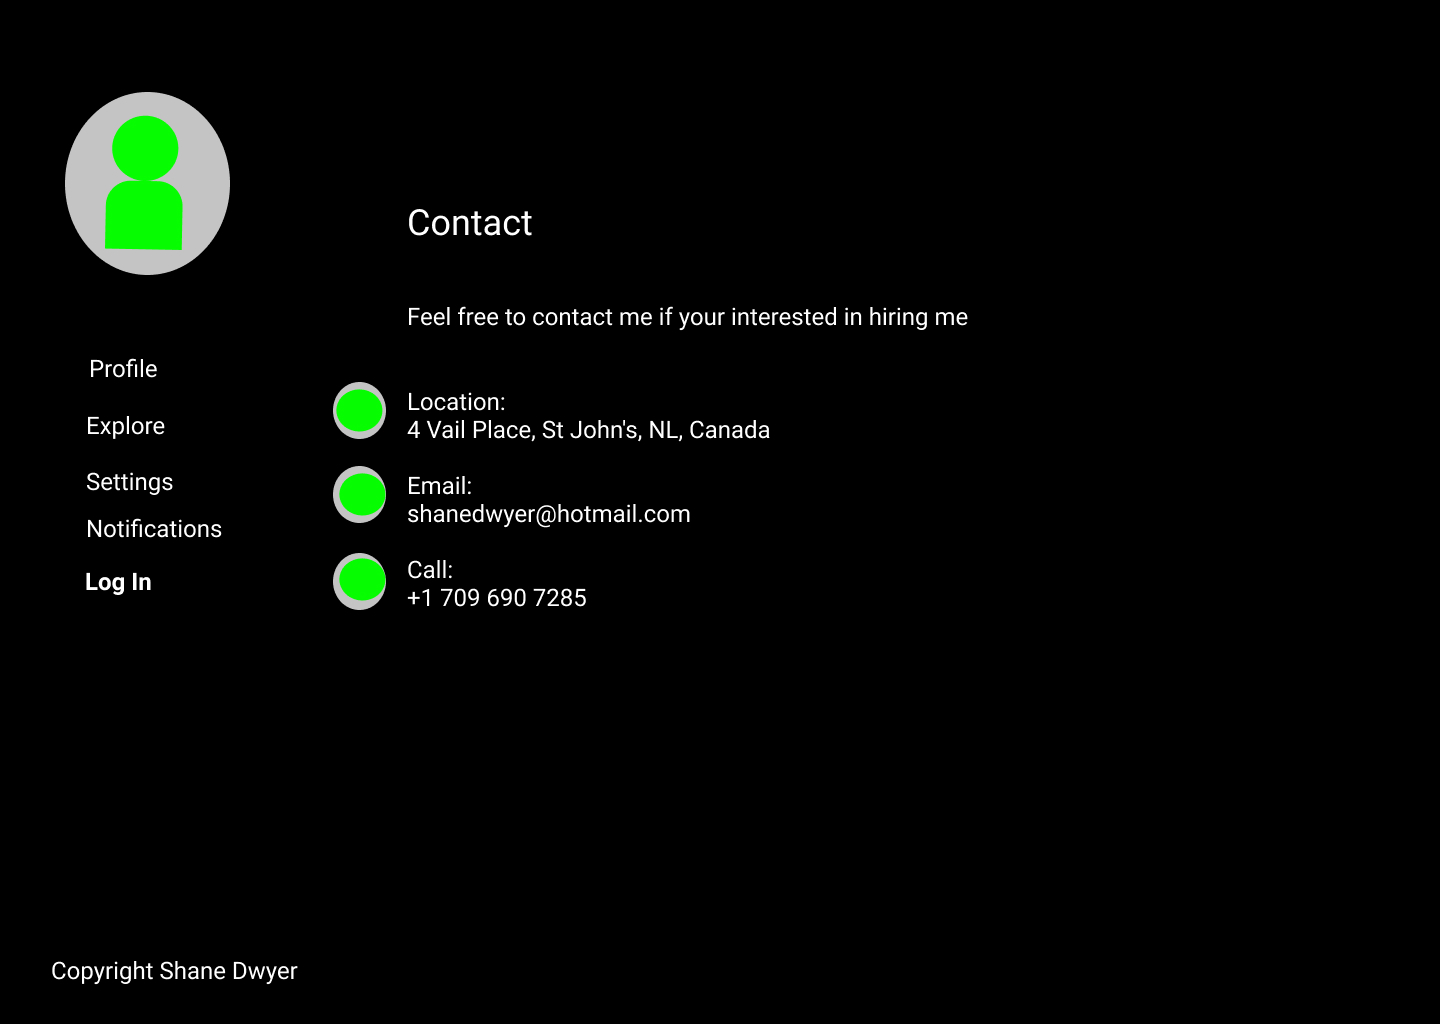 Contact
Feel free to contact me if your interested in hiring me
Profile
Explore
Settings
Notifications
Log In
Location:
4 Vail Place, St John's, NL, Canada
Email:
shanedwyer@hotmail.com
Call:
+1 709 690 7285
Copyright Shane Dwyer